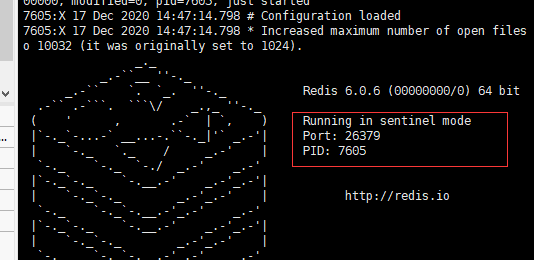 00000, modified=0, pid=7605, just started
7605:X 17 Dec 2020 14:47:14.798 # Configuration loaded
7605:X 17 Dec 2020 14:47:14.798 * Increased maximum number of open files
o 10032 (it was originally set to 1024).
Redis 6.0.6 (00000000/0) 64 bit
Running in sentinel mode
Port: 26379
PID: 7605
http://redis.io